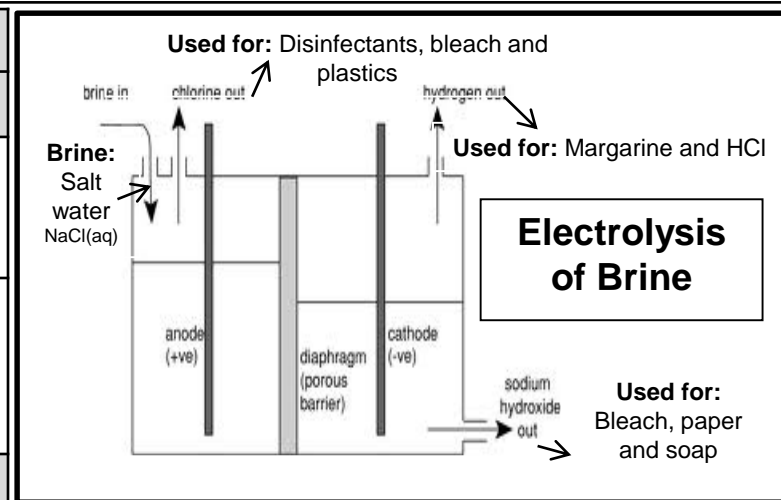 Used for: Disinfectants, bleach and
plastics
brine in
chlorine out
hydrogen out
Used for: Margarine and HCl
Brine:
Salt
water
NaCl(aq)
Electrolysis
of Brine
anode
(+ve)
diaphragm
(porous
barrier)
cathode
(-ve)
sodium
hydroxide
out
Used for:
Bleach, paper
and soap